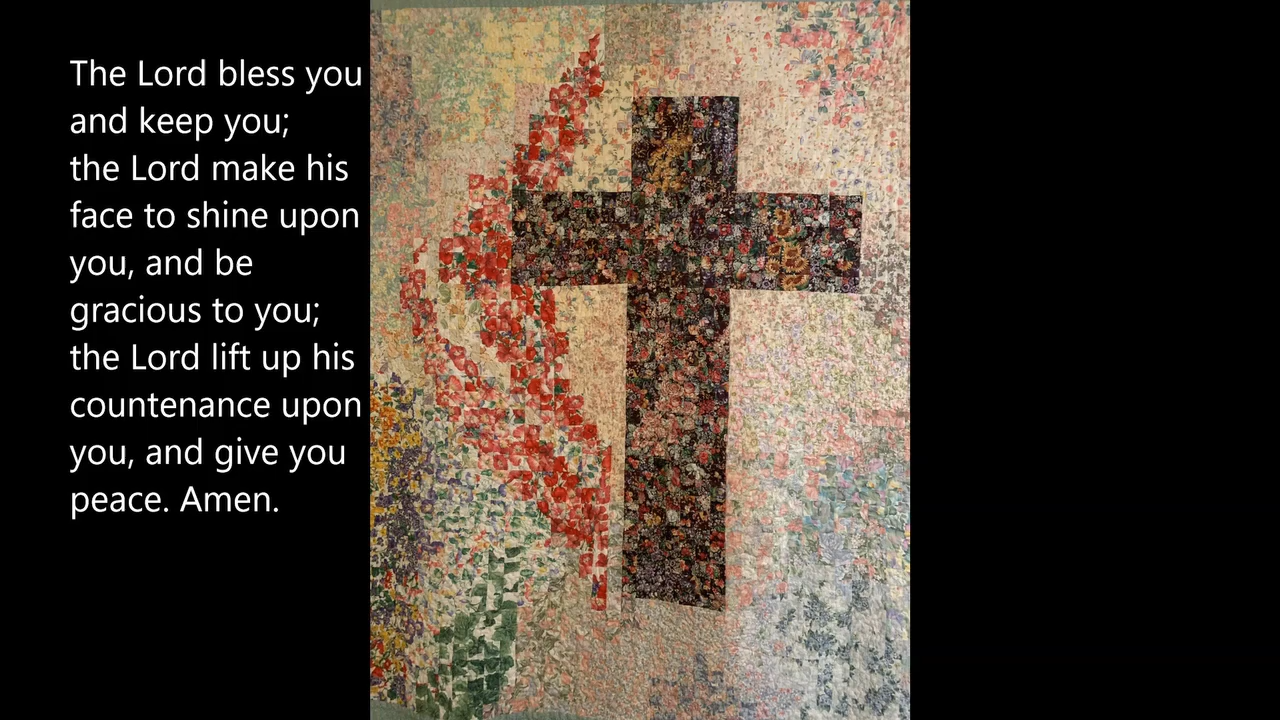 The Lord bless you
and keep you;
the Lord make his
face to shine upon
you, and be
gracious to you;
the Lord lift up his
countenance upon
you, and give you
peace. Amen.